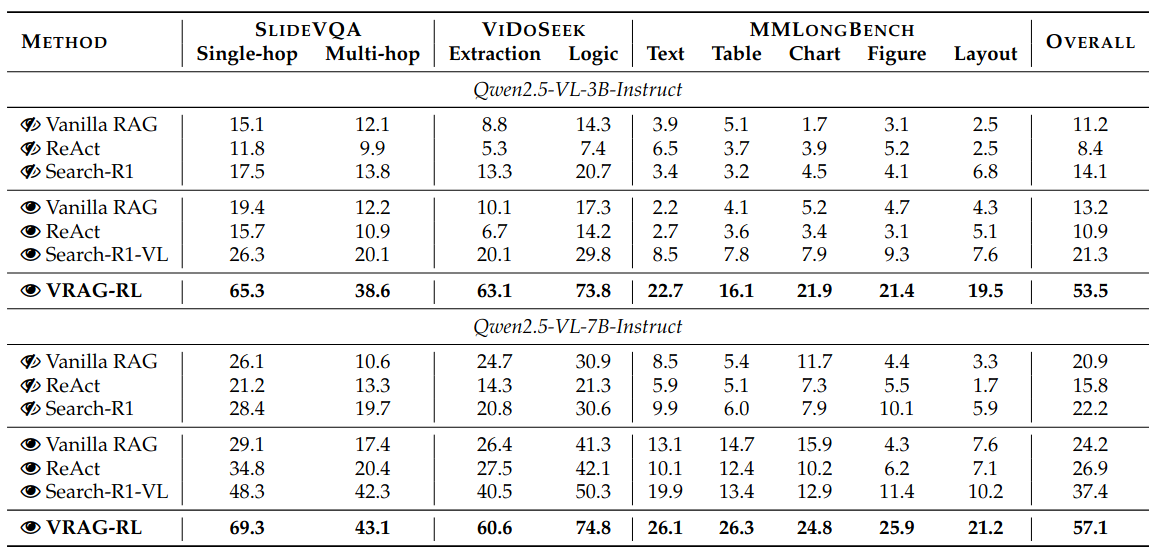 METHOD SLIDEVQA VIDOSEEK MMLONGBENCH OVERALL
Single-hop Multi-hop Extraction Logic Text Table Chart Figure Layout
Qwen2.5-VL-3B-Instruct
Vanilla RAG 15.1 12.1 8.8 14.3 3.9 5.1 1.7 3.1 2.5 11.2
ReAct 11.8 9.9 5.3 7.4 6.5 3.7 3.9 5.2 2.5 8.4
Search-R1 17.5 13.8 13.3 20.7 3.4 3.2 4.5 4.1 6.8 14.1
Vanilla RAG 19.4 12.2 10.1 17.3 2.2 4.1 5.2 4.7 4.3 13.2
ReAct 15.7 10.9 6.7 14.2 2.7 3.6 3.4 3.1 5.1 10.9
Search-R1-VL 26.3 20.1 20.1 29.8 8.5 7.8 7.9 9.3 7.6 21.3
VRAG-RL 65.3 38.6 63.1 73.8 22.7 16.1 21.9 21.4 19.5 53.5
Qwen2.5-VL-7B-Instruct
Vanilla RAG 26.1 10.6 24.7 30.9 8.5 5.4 11.7 4.4 3.3 20.9
ReAct 21.2 13.3 14.3 21.3 5.9 5.1 7.3 5.5 1.7 15.8
Search-R1 28.4 19.7 20.8 30.6 9.9 6.0 7.9 10.1 5.9 22.2
Vanilla RAG 29.1 17.4 26.4 41.3 13.1 14.7 15.9 4.3 7.6 24.2
ReAct 34.8 20.4 27.5 42.1 10.1 12.4 10.2 6.2 7.1 26.9
Search-R1-VL 48.3 42.3 40.5 50.3 19.9 13.4 12.9 11.4 10.2 37.4
VRAG-RL 69.3 43.1 60.6 74.8 26.1 26.3 24.8 25.9 21.2 57.1